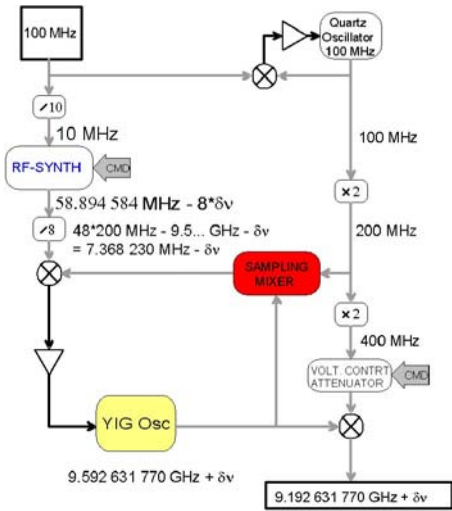 100 MHz
Quartz
Oscillator
100 MHz
/10
10 MHz
100 MHz
RF-SYNTH
CMD
×2
58.894 584 MHz - 8*δν
/8
48*200 MHz - 9.5... GHz - δν
= 7.368 230 MHz - δν
200 MHz
SAMPLING
MIXER
×2
400 MHz
VOLT. CONTRT
ATTENUATOR
CMD
YIG Osc
9.592 631 770 GHz + δν
9.192 631 770 GHz + δν